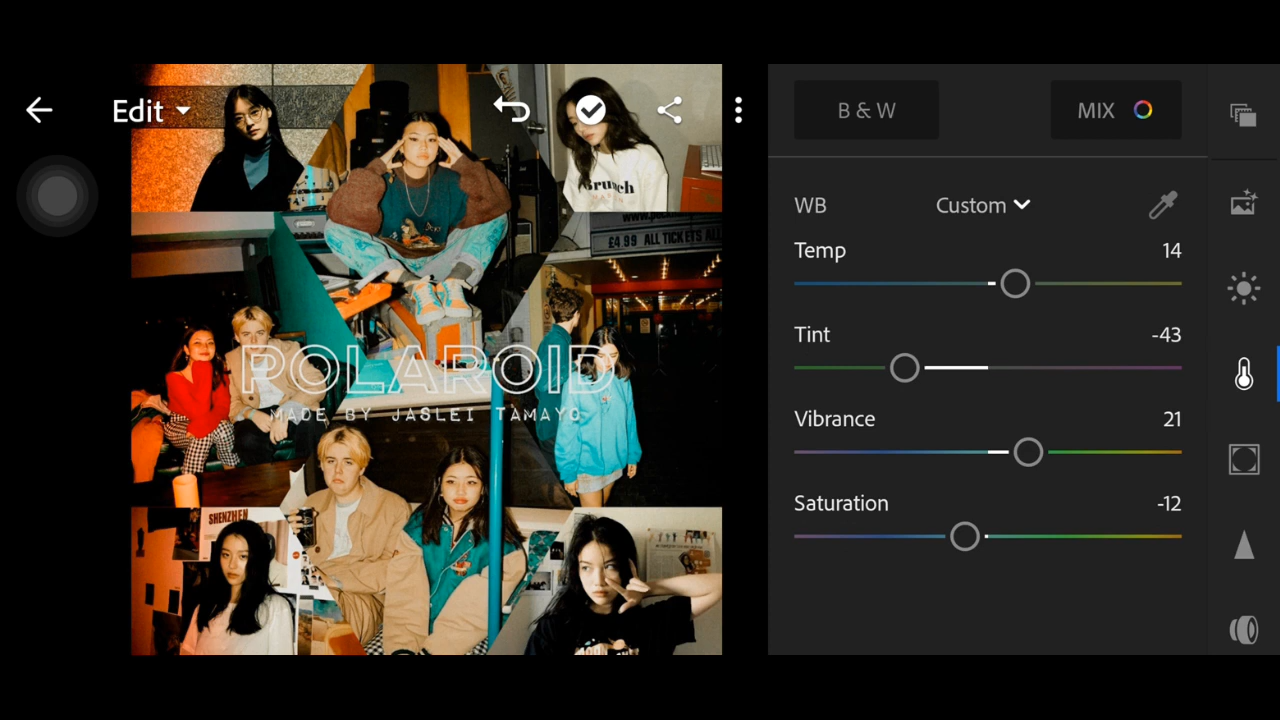 Edit
B & W
MIX
WB
Custom
Temp
14
Tint
-43
Vibrance
21
Saturation
-12
£4.99 ALL TICKETS ALL
POLAROID
MADE BY JASLEI TAMAYO
SHENZHEN